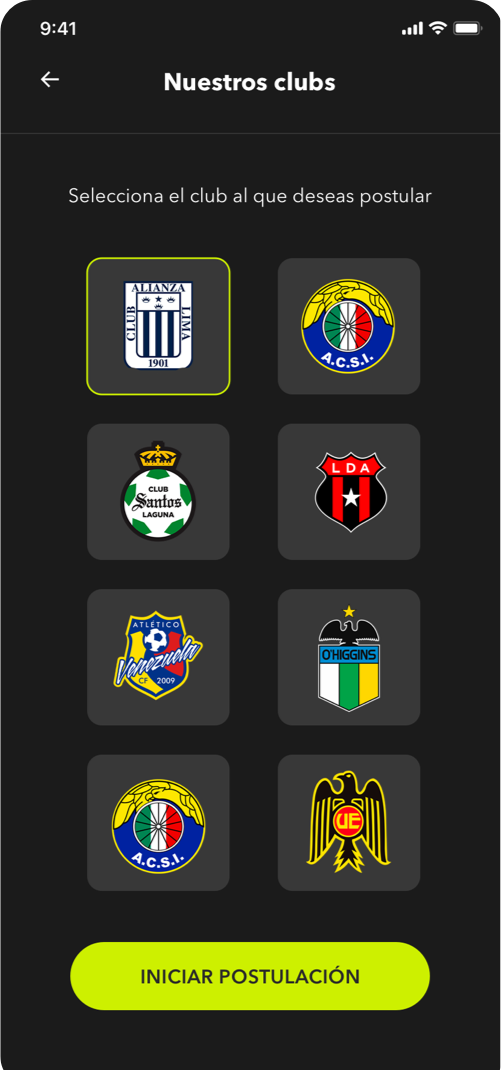 9:41
Nuestros clubs
Selecciona el club al que deseas postular
ALIANZA
CLUB
LIMA
1901
A.C.S.I.
CLUB
Santos
LAGUNA
LDA
ATLÉTICO
Venezuela
CF 2009
O'HIGGINS
A.C.S.I.
UE
INICIAR POSTULACIÓN